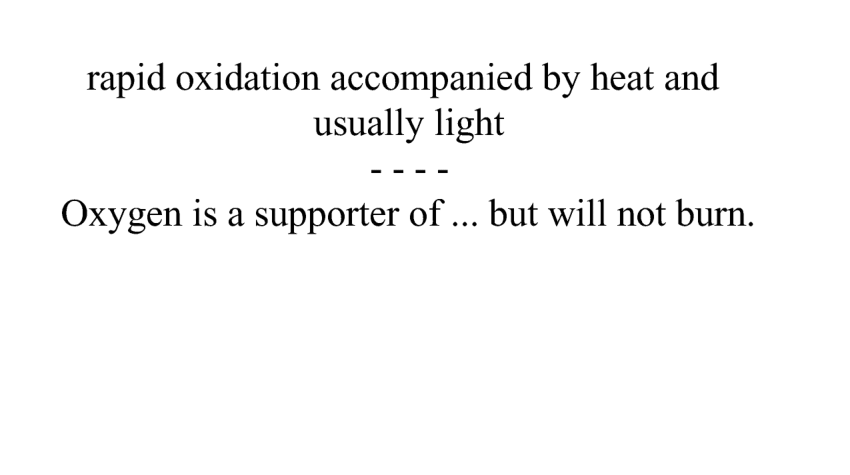 rapid oxidation accompanied by heat and
usually light
- - - -
Oxygen is a supporter of ... but will not burn.